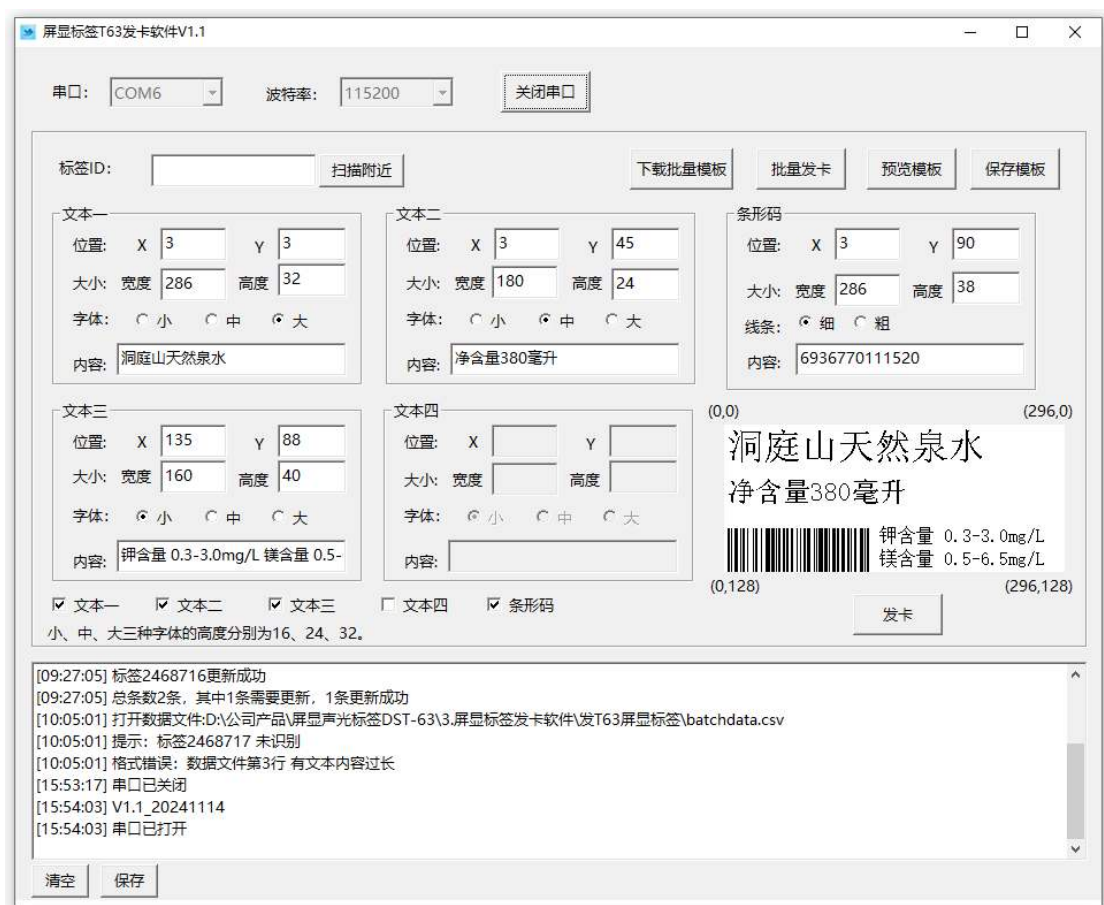 屏显标签T63发卡软件V1.1
串口: COM6 波特率: 115200 关闭串口
标签ID: 扫描附近 下载批量模板 批量发卡 预览模板 保存模板
文本一
位置: X 3 Y 3
大小: 宽度 286 高度 32
字体: 小 中 大
内容: 洞庭山天然泉水
文本二
位置: X 3 Y 45
大小: 宽度 180 高度 24
字体: 小 中 大
内容: 净含量380毫升
条形码
位置: X 3 Y 90
大小: 宽度 286 高度 38
线条: 细 粗
内容: 6936770111520
文本三
位置: X 135 Y 88
大小: 宽度 160 高度 40
字体: 小 中 大
内容: 钾含量 0.3-3.0mg/L 镁含量 0.5-
文本四
位置: X Y
大小: 宽度 高度
字体: 小 中 大
内容:
(0,0) (296,0)
洞庭山天然泉水
净含量380毫升
钾含量 0.3-3.0mg/L
镁含量 0.5-6.5mg/L
(0,128) (296,128)
文本一 文本二 文本三 文本四 条形码
发卡
小、中、大三种字体的高度分别为16、24、32。
[09:27:05] 标签2468716更新成功
[09:27:05] 总条数2条，其中1条需要更新，1条更新成功
[10:05:01] 打开数据文件:D:\公司产品\屏显声光标签DST-63\3.屏显标签发卡软件\发T63屏显标签\batchdata.csv
[10:05:01] 提示：标签2468717 未识别
[10:05:01] 格式错误：数据文件第3行 有文本内容过长
[15:53:17] 串口已关闭
[15:54:03] V1.1_20241114
[15:54:03] 串口已打开
清空 保存